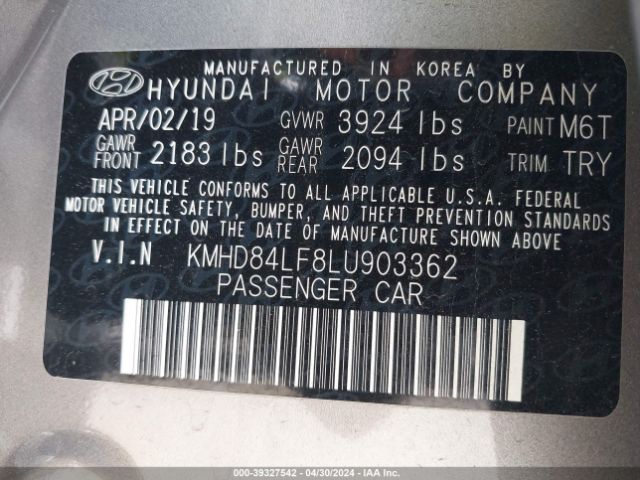 MANUFACTURED IN KOREA BY
HYUNDAI MOTOR COMPANY
APR/02/19 GVWR 3924 lbs PAINT M6T
GAWR FRONT 2183 lbs GAWR REAR 2094 lbs TRIM TRY
THIS VEHICLE CONFORMS TO ALL APPLICABLE U.S.A. FEDERAL
MOTOR VEHICLE SAFETY, BUMPER, AND THEFT PREVENTION STANDARDS
IN EFFECT ON THE DATE OF MANUFACTURE SHOWN ABOVE
V.I.N KMHD84LF8LU903362
PASSENGER CAR
000-39327542 / 04/30/2024 - IAA Inc.